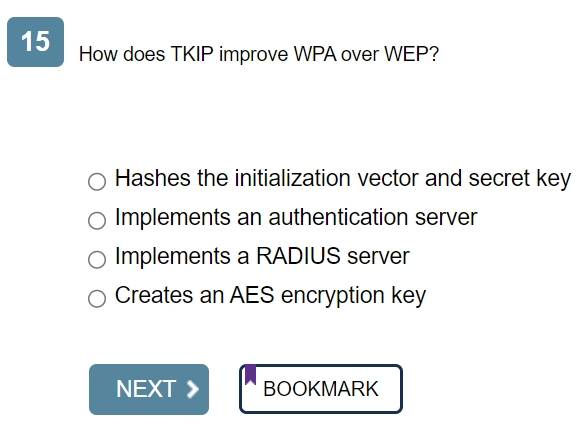 15
How does TKIP improve WPA over WEP?
Hashes the initialization vector and secret key
Implements an authentication server
Implements a RADIUS server
Creates an AES encryption key
NEXT
BOOKMARK